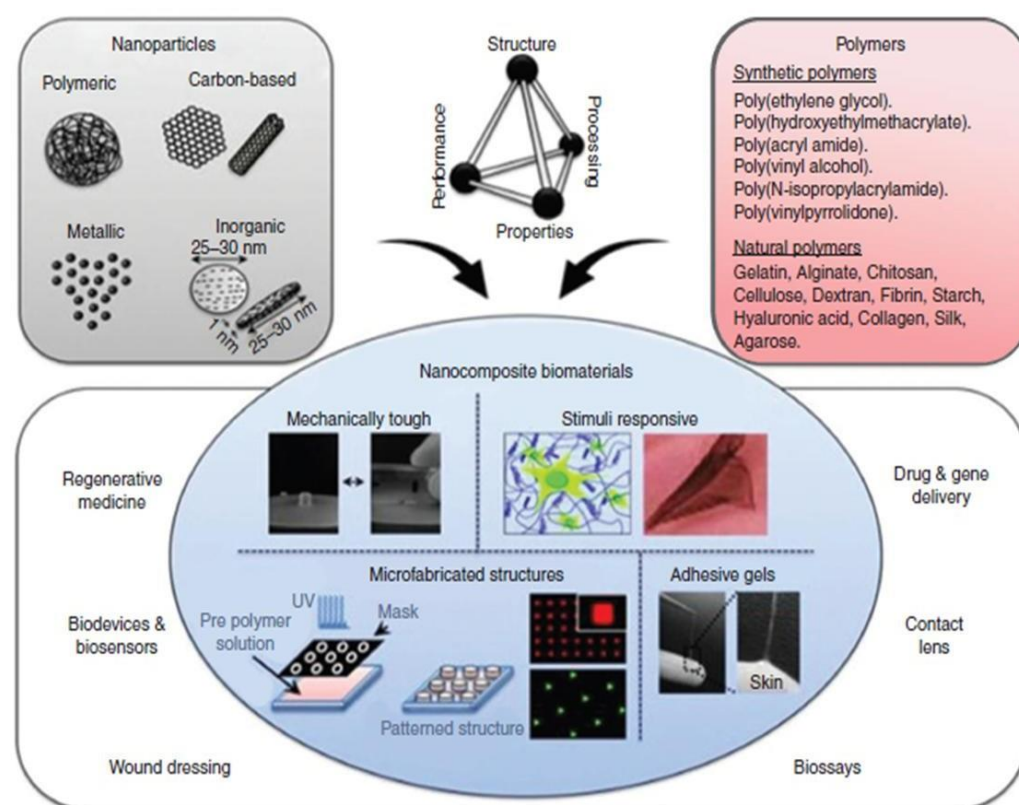 Nanoparticles
Polymeric
Carbon-based
Metallic
Inorganic
25–30 nm
1 nm
25–30 nm
Structure
Performance
Processing
Properties
Polymers
Synthetic polymers
Poly(ethylene glycol).
Poly(hydroxyethylmethacrylate).
Poly(acryl amide).
Poly(vinyl alcohol).
Poly(N-isopropylacrylamide).
Poly(vinylpyrrolidone).
Natural polymers
Gelatin, Alginate, Chitosan,
Cellulose, Dextran, Fibrin, Starch,
Hyaluronic acid, Collagen, Silk,
Agarose.
Nanocomposite biomaterials
Mechanically tough
Stimuli responsive
Regenerative
medicine
Drug & gene
delivery
Microfabricated structures
UV
Mask
Pre polymer
solution
Patterned structure
Adhesive gels
Skin
Biodevices &
biosensors
Contact
lens
Wound dressing
Biossays